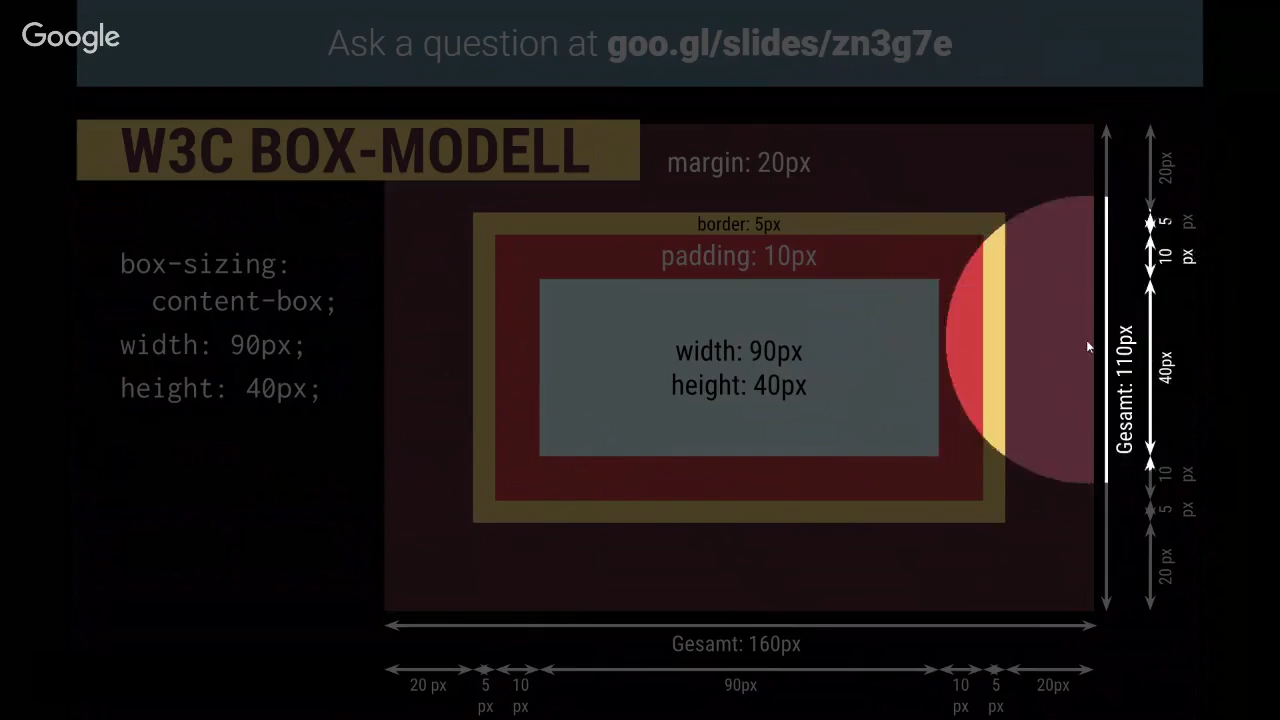 Google
Ask a question at goo.gl/slides/zn3g7e
W3C BOX-MODELL
margin: 20px
border: 5px
padding: 10px
width: 90px
height: 40px
box-sizing:
content-box;
width: 90px;
height: 40px;
Gesamt: 110px
20px
5
px
10
px
40px
10
px
5
px
20 px
Gesamt: 160px
20 px
5
px
10
px
90px
10
px
5
px
20px